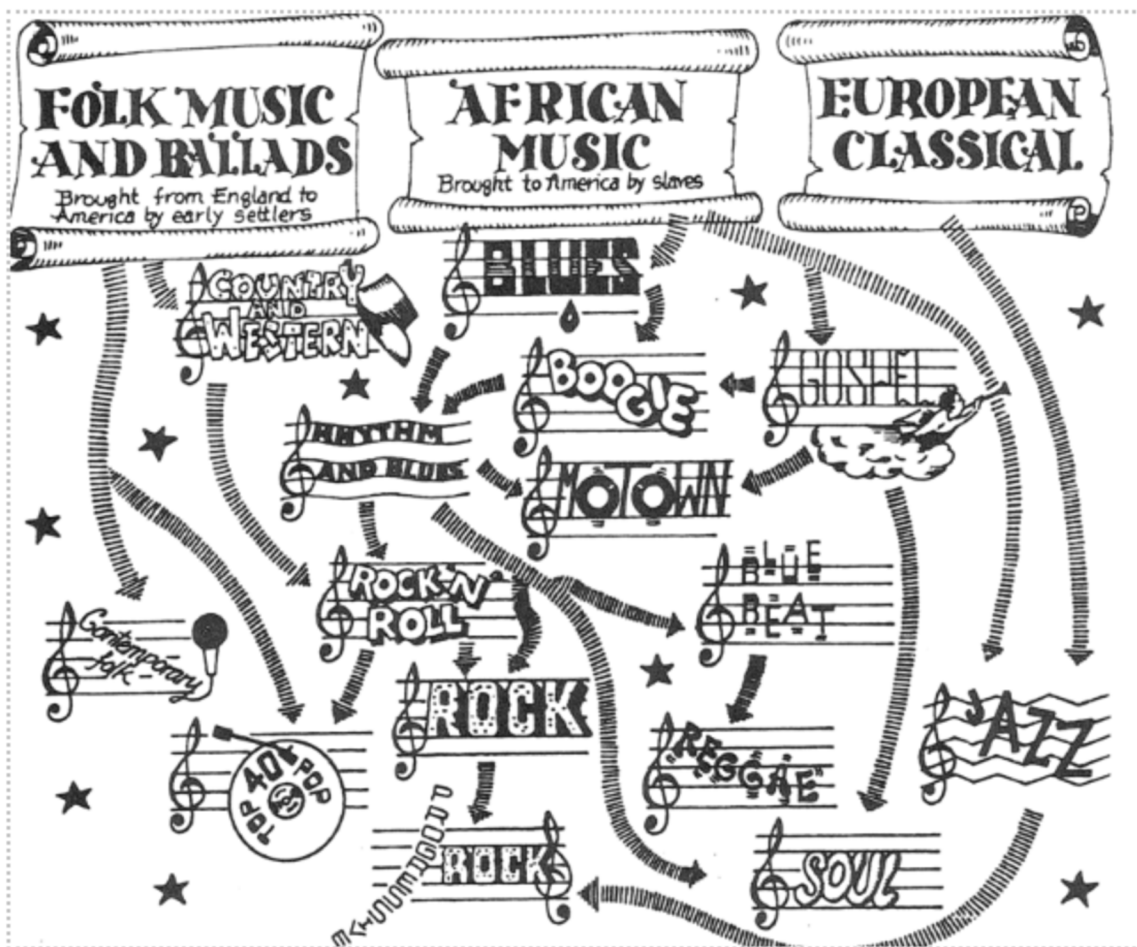 FOLK MUSIC
AND BALLADS
Brought from England to
America by early settlers
AFRICAN
MUSIC
Brought to America by slaves
EUROPEAN
CLASSICAL
COUNTRY
AND
WESTERN
BLUES
BOOGIE
GOSPEL
RHYTHM
AND BLUES
MOTOWN
ROCK'N'
ROLL
BLUE
BEAT
Contemporary
folk
ROCK
TOP 40 POP
REGGAE
JAZZ
PROGRESSIVE
ROCK
SOUL